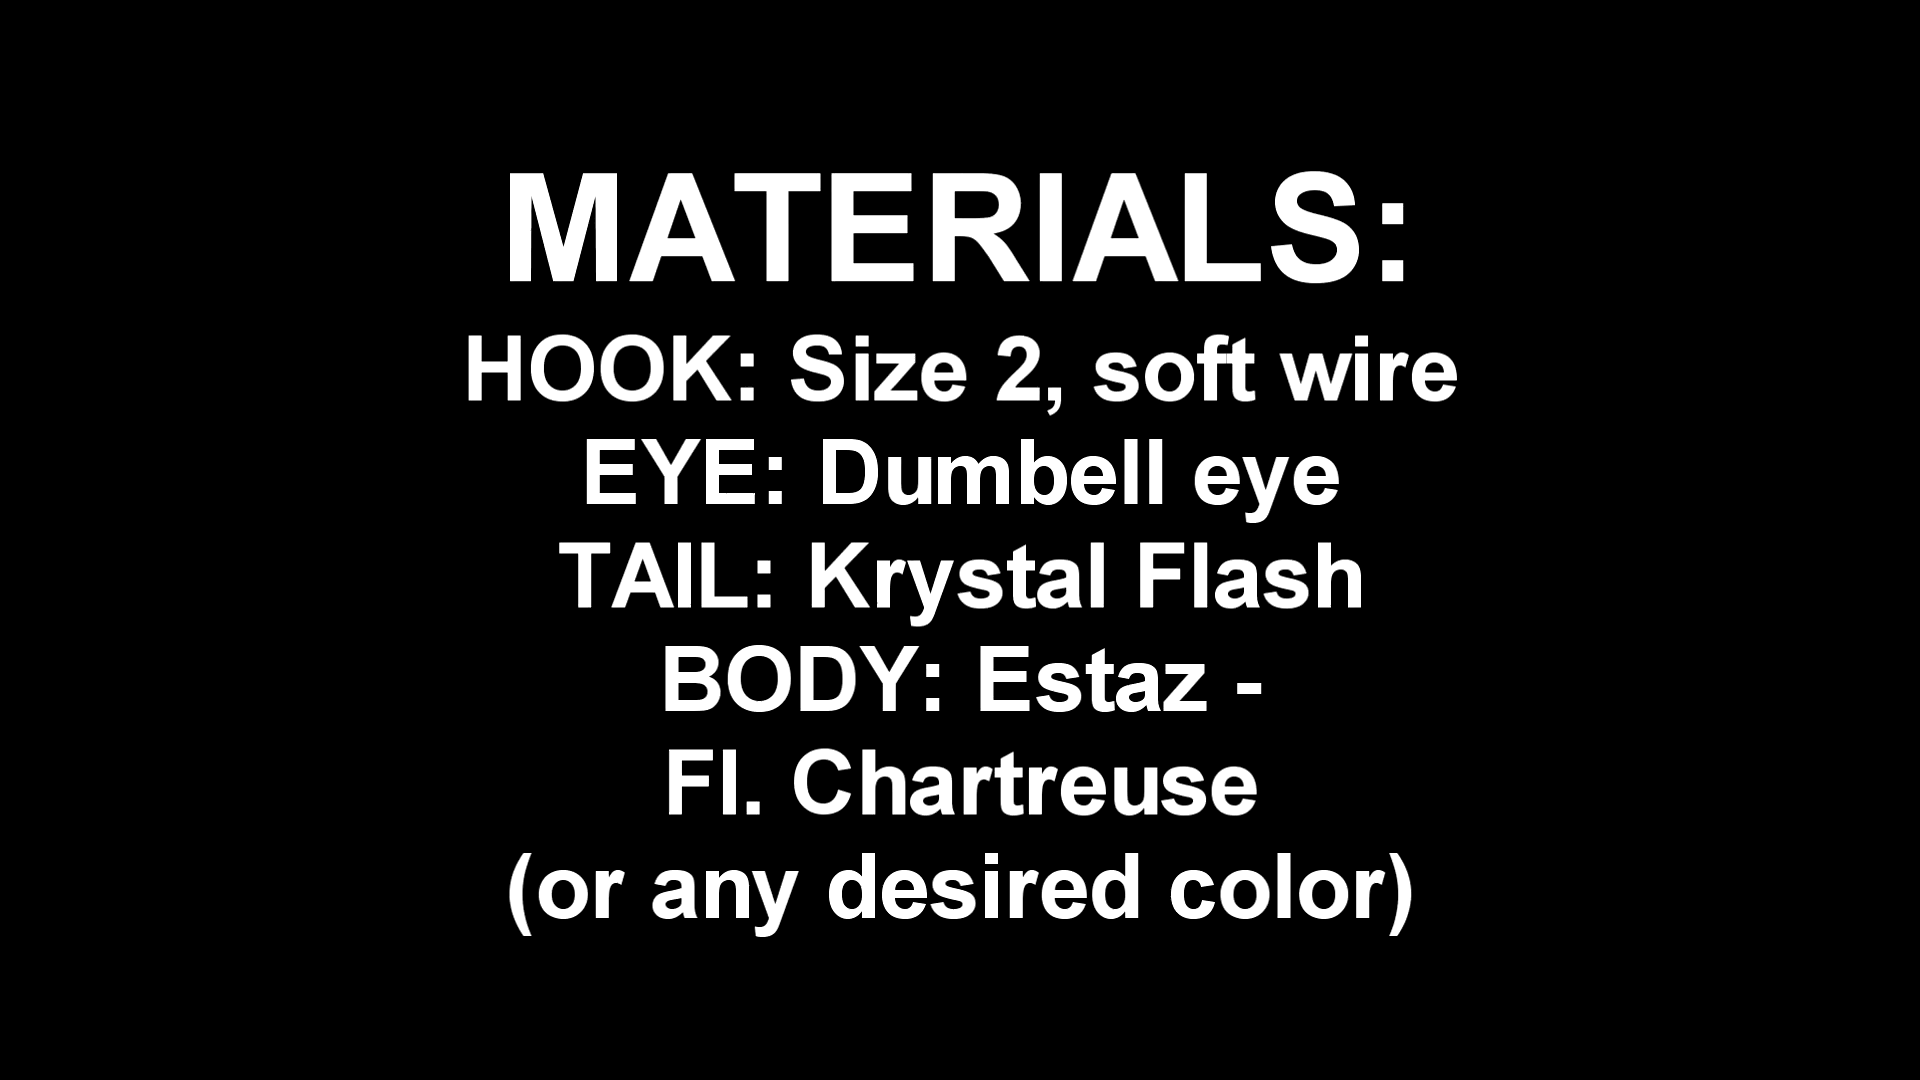 MATERIALS:
HOOK: Size 2, soft wire
EYE: Dumbell eye
TAIL: Krystal Flash
BODY: Estaz -
Fl. Chartreuse
(or any desired color)